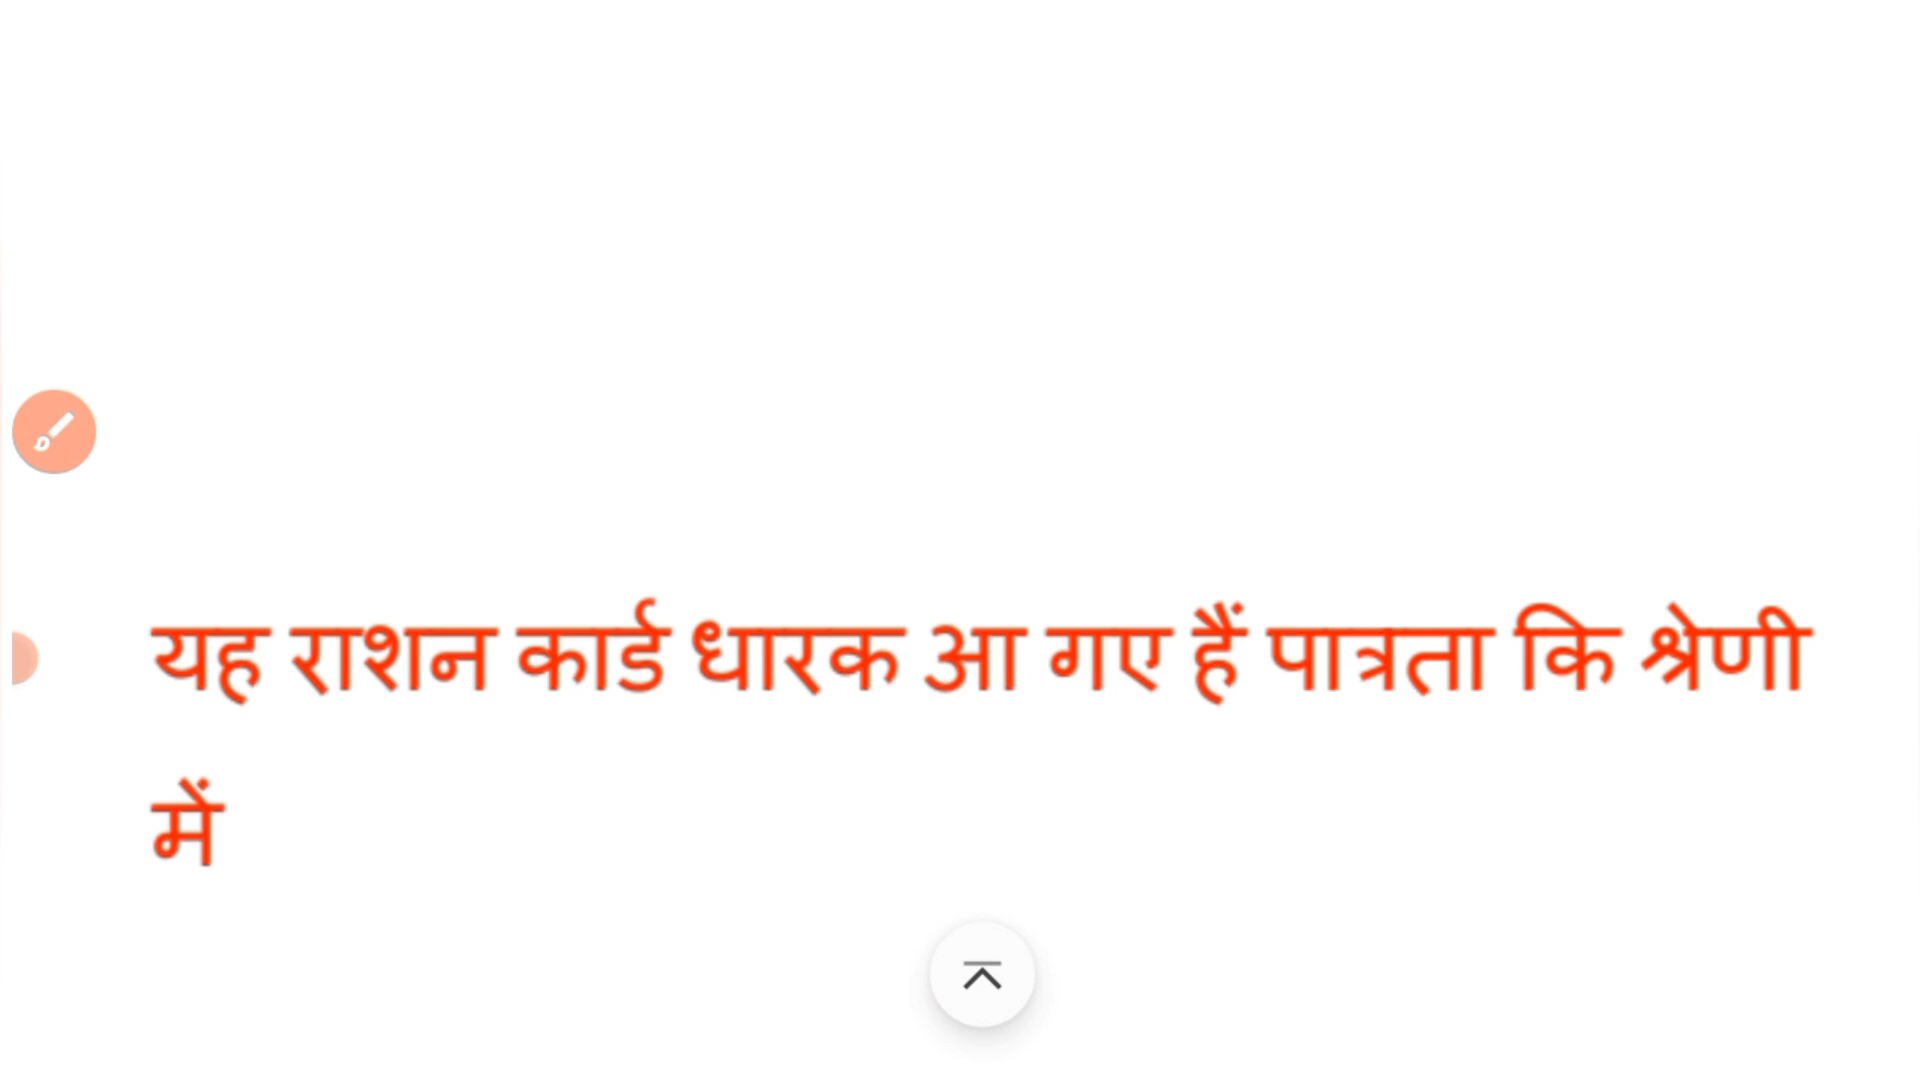 यह राशन कार्ड धारक आ गए हैं पात्रता कि श्रेणी
में